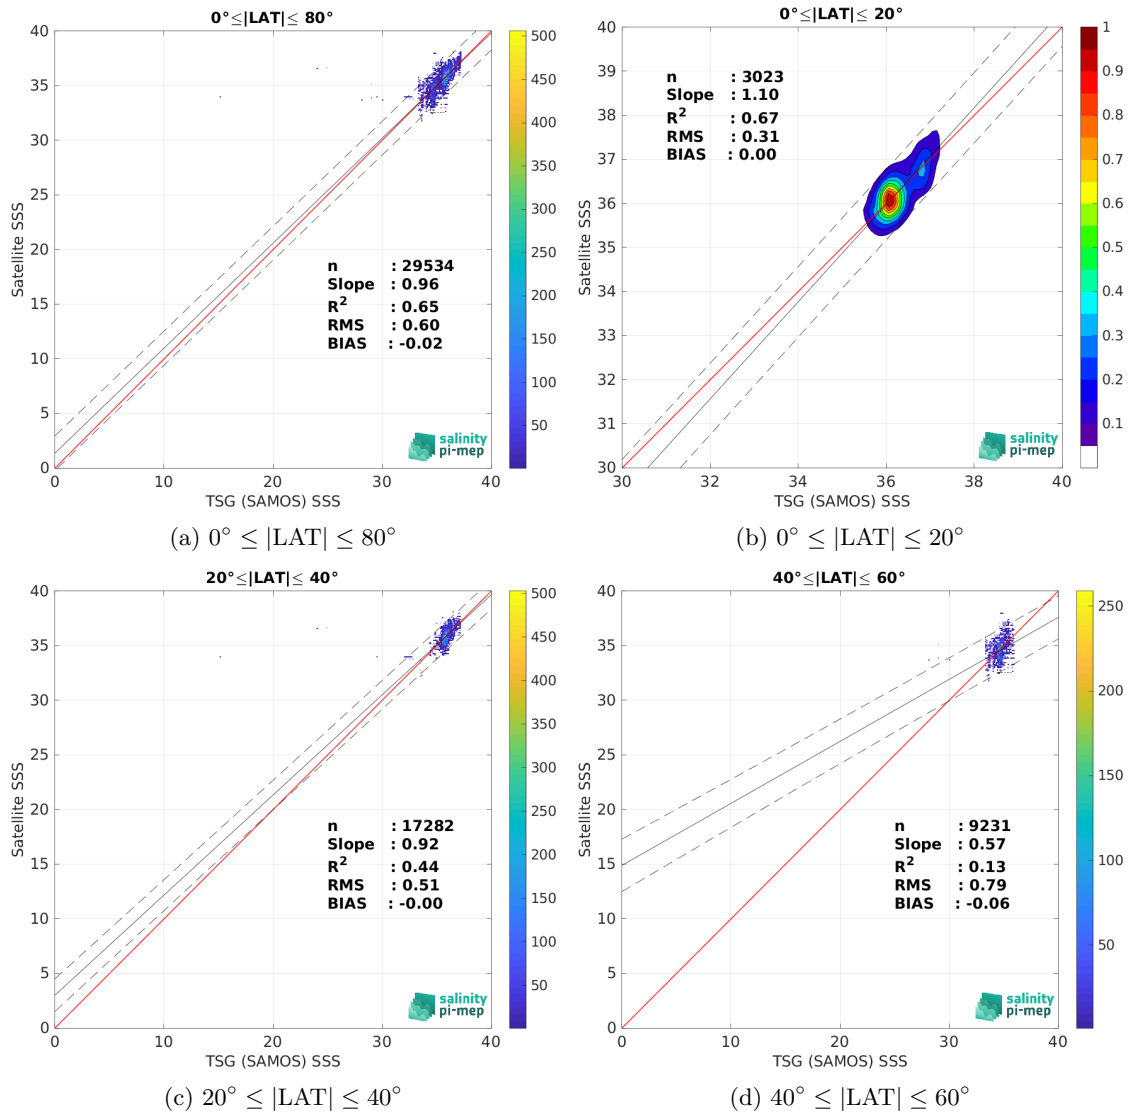 0°≤|LAT|≤ 80°
40
35
30
25
20
15
10
5
0
Satellite SSS
n : 29534
Slope : 0.96
R2 : 0.65
RMS : 0.60
BIAS : -0.02
500
450
400
350
300
250
200
150
100
50
salinity
pi-mep
0 10 20 30 40
TSG (SAMOS) SSS
(a) 0° ≤ |LAT| ≤ 80°
0°≤|LAT|≤ 20°
40
39
38
37
36
35
34
33
32
31
30
Satellite SSS
n : 3023
Slope : 1.10
R2 : 0.67
RMS : 0.31
BIAS : 0.00
1
0.9
0.8
0.7
0.6
0.5
0.4
0.3
0.2
0.1
salinity
pi-mep
30 32 34 36 38 40
TSG (SAMOS) SSS
(b) 0° ≤ |LAT| ≤ 20°
20°≤|LAT|≤ 40°
40
35
30
25
20
15
10
5
0
Satellite SSS
n : 17282
Slope : 0.92
R2 : 0.44
RMS : 0.51
BIAS : -0.00
500
450
400
350
300
250
200
150
100
50
salinity
pi-mep
0 10 20 30 40
TSG (SAMOS) SSS
(c) 20° ≤ |LAT| ≤ 40°
40°≤|LAT|≤ 60°
40
35
30
25
20
15
10
5
0
Satellite SSS
n : 9231
Slope : 0.57
R2 : 0.13
RMS : 0.79
BIAS : -0.06
250
200
150
100
50
salinity
pi-mep
0 10 20 30 40
TSG (SAMOS) SSS
(d) 40° ≤ |LAT| ≤ 60°